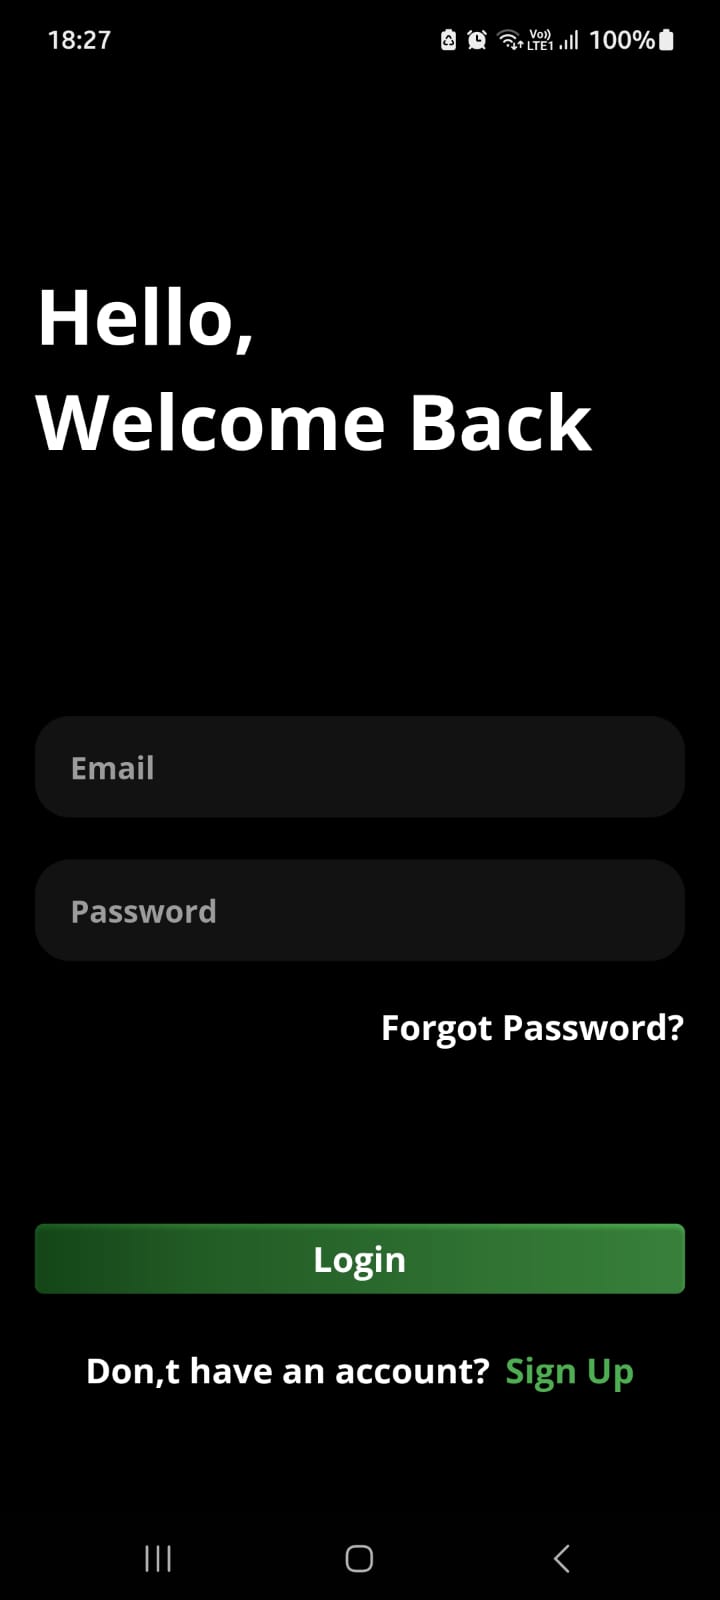 18:27 Vo)) LTE1 100%
Hello,
Welcome Back
Email
Password
Forgot Password?
Login
Don,t have an account? Sign Up